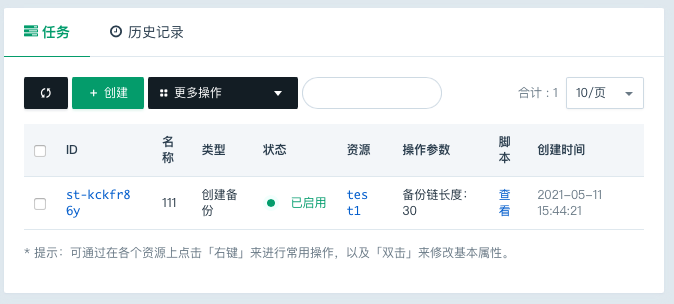 任务 历史记录
+ 创建 更多操作 合计 : 1 10/页
ID 名称 类型 状态 资源 操作参数 脚本 创建时间
st-kckfr86y 111 创建备份 已启用 test1 备份链长度: 30 查看 2021-05-11 15:44:21
* 提示：可通过在各个资源上点击「右键」来进行常用操作，以及「双击」来修改基本属性。